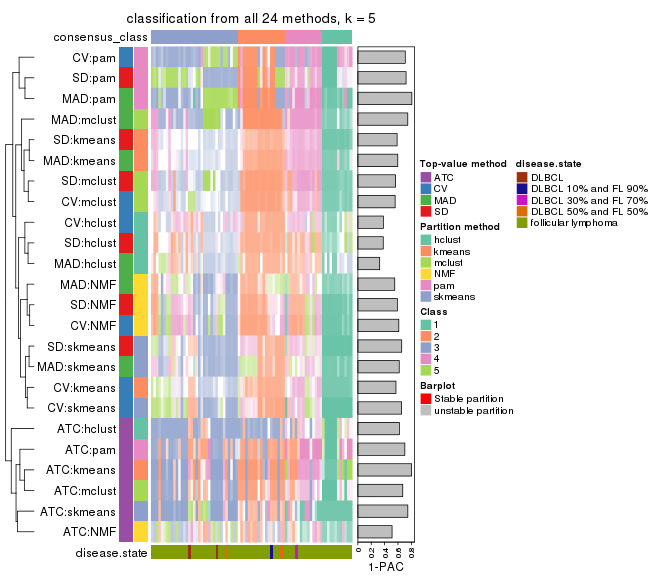 classification from all 24 methods, k = 5
consensus_class
CV:pam
SD:pam
MAD:pam
MAD:mclust
SD:kmeans
MAD:kmeans
SD:mclust
CV:mclust
CV:hclust
SD:hclust
MAD:hclust
MAD:NMF
SD:NMF
CV:NMF
SD:skmeans
MAD:skmeans
CV:kmeans
CV:skmeans
ATC:hclust
ATC:pam
ATC:kmeans
ATC:mclust
ATC:skmeans
ATC:NMF
disease.state
0
0.2
0.4
0.6
0.8
1-PAC
Top-value method
ATC
CV
MAD
SD
Partition method
hclust
kmeans
mclust
NMF
pam
skmeans
Class
1
2
3
4
5
Barplot
Stable partition
unstable partition
disease.state
DLBCL
DLBCL 10% and FL 90%
DLBCL 30% and FL 70%
DLBCL 50% and FL 50%
follicular lymphoma